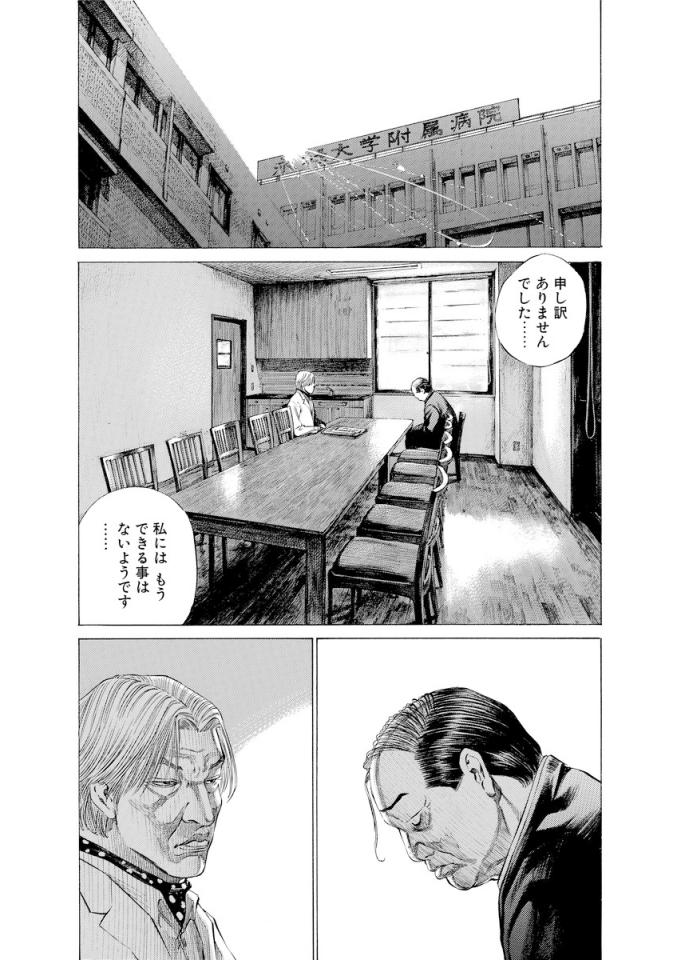 大学附属病院
申し訳
ありません
でした……
私には もう
できる事は
ないようです
……